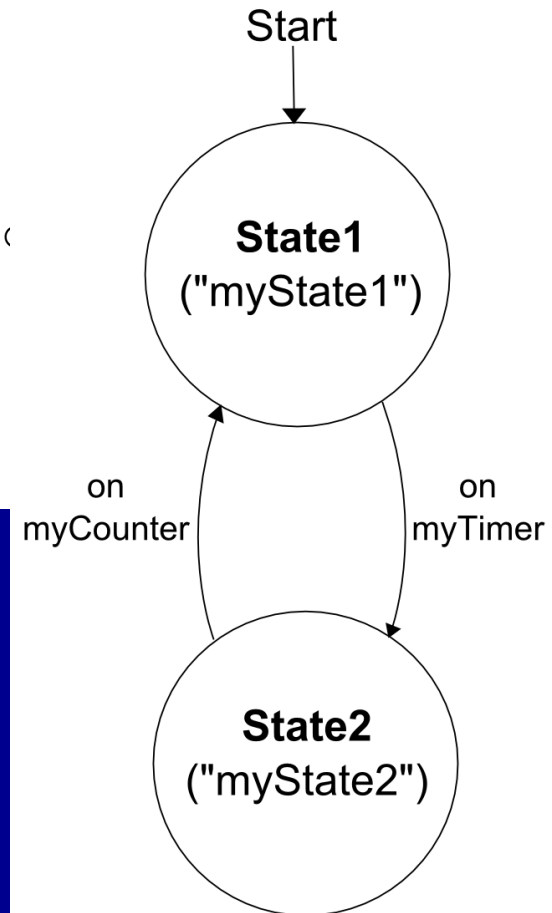 Start
State1
("myState1")
on
myCounter
on
myTimer
State2
("myState2")